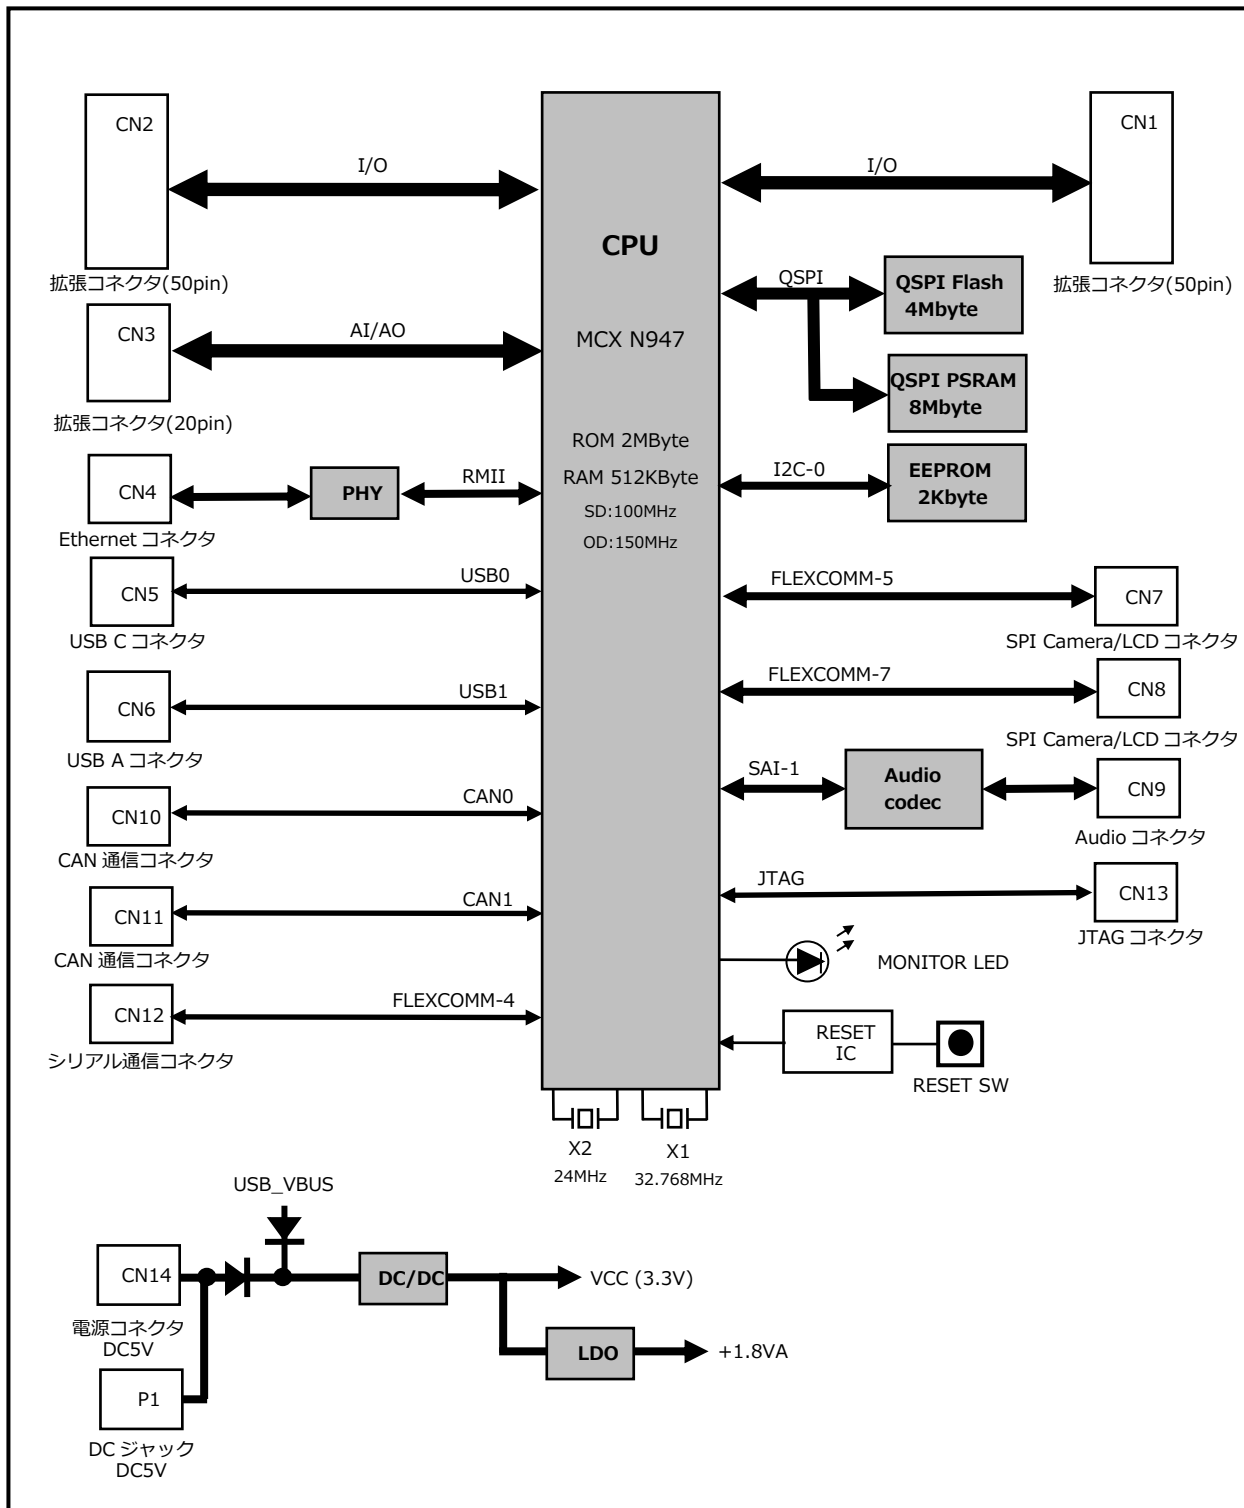 CN2
I/O
拡張コネクタ(50pin)
CN1
I/O
拡張コネクタ(50pin)
CPU
MCX N947
ROM 2MByte
RAM 512KByte
SD:100MHz
OD:150MHz
CN3
AI/AO
拡張コネクタ(20pin)
QSPI
QSPI Flash
4Mbyte
QSPI PSRAM
8Mbyte
CN4
PHY
RMII
Ethernet コネクタ
I2C-0
EEPROM
2Kbyte
CN5
USB0
USB C コネクタ
FLEXCOMM-5
CN7
SPI Camera/LCD コネクタ
CN6
USB1
USB A コネクタ
FLEXCOMM-7
CN8
SPI Camera/LCD コネクタ
CN10
CAN0
CAN 通信コネクタ
SAI-1
Audio
codec
CN9
Audio コネクタ
CN11
CAN1
CAN 通信コネクタ
JTAG
CN13
JTAG コネクタ
MONITOR LED
CN12
FLEXCOMM-4
シリアル通信コネクタ
RESET
IC
RESET SW
X2
24MHz
X1
32.768MHz
USB_VBUS
CN14
電源コネクタ
DC5V
DC/DC
VCC (3.3V)
LDO
+1.8VA
P1
DC ジャック
DC5V